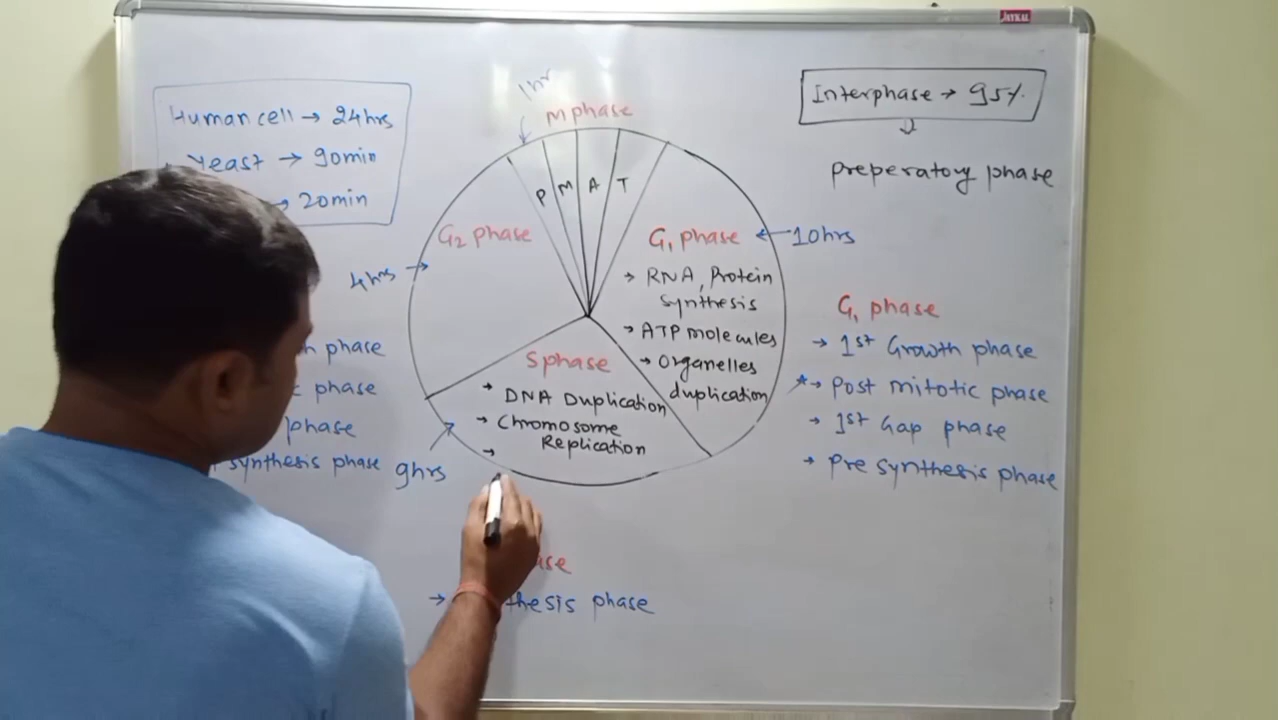 JAYKAL
Human cell → 24hrs
Yeast → 90min
→ 20min
1hr
M phase
P M A T
Interphase → 95%
preperatory phase
G2 phase
4hrs →
G1 phase ← 10hrs
→ RNA, Protein
synthesis
→ ATP molecules
→ Organelles
duplication
S phase
→ DNA Duplication
→ Chromosome
Replication
→
9hrs
phase
phase
phase
synthesis phase
G1 phase
→ 1st Growth phase
* → Post mitotic phase
→ 1st Gap phase
→ Pre synthesis phase
→ thesis phase